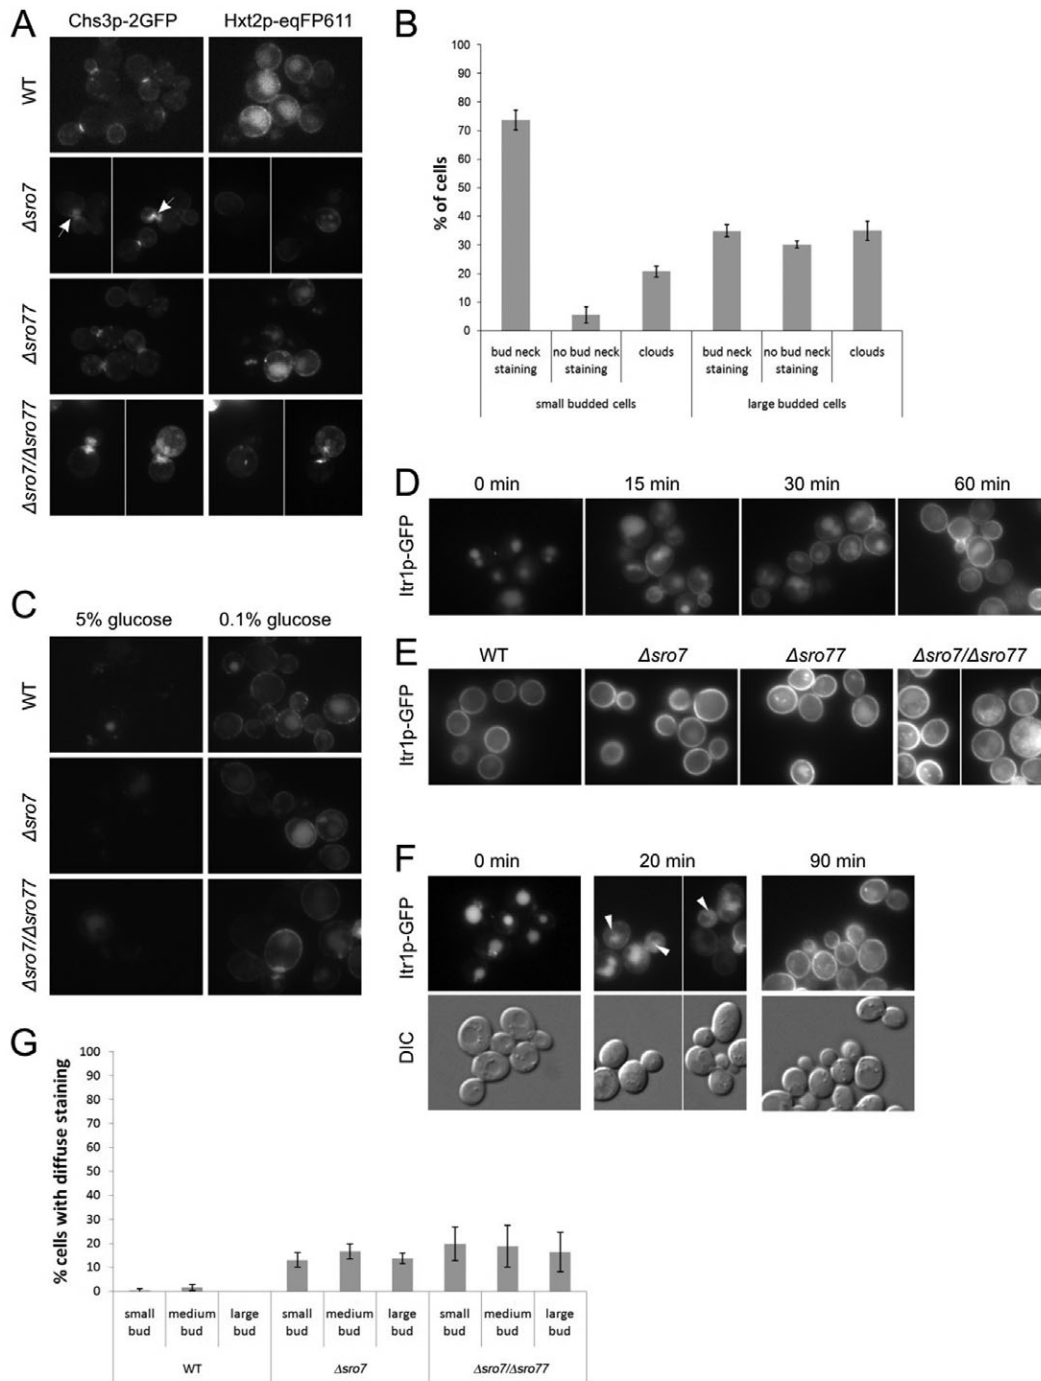 A
Chs3p-2GFP Hxt2p-eqFP611
WT
Δsro7
Δsro77
Δsro7/Δsro77
B
% of cells
100
90
80
70
60
50
40
30
20
10
0
bud neck staining no bud neck staining clouds bud neck staining no bud neck staining clouds
small budded cells large budded cells
C
5% glucose 0.1% glucose
WT
Δsro7
Δsro7/Δsro77
D
0 min 15 min 30 min 60 min
Itr1p-GFP
E
WT Δsro7 Δsro77 Δsro7/Δsro77
Itr1p-GFP
F
0 min 20 min 90 min
Itr1p-GFP
DIC
G
% cells with diffuse staining
100
90
80
70
60
50
40
30
20
10
0
small bud medium bud large bud small bud medium bud large bud small bud medium bud large bud
WT Δsro7 Δsro7/Δsro77